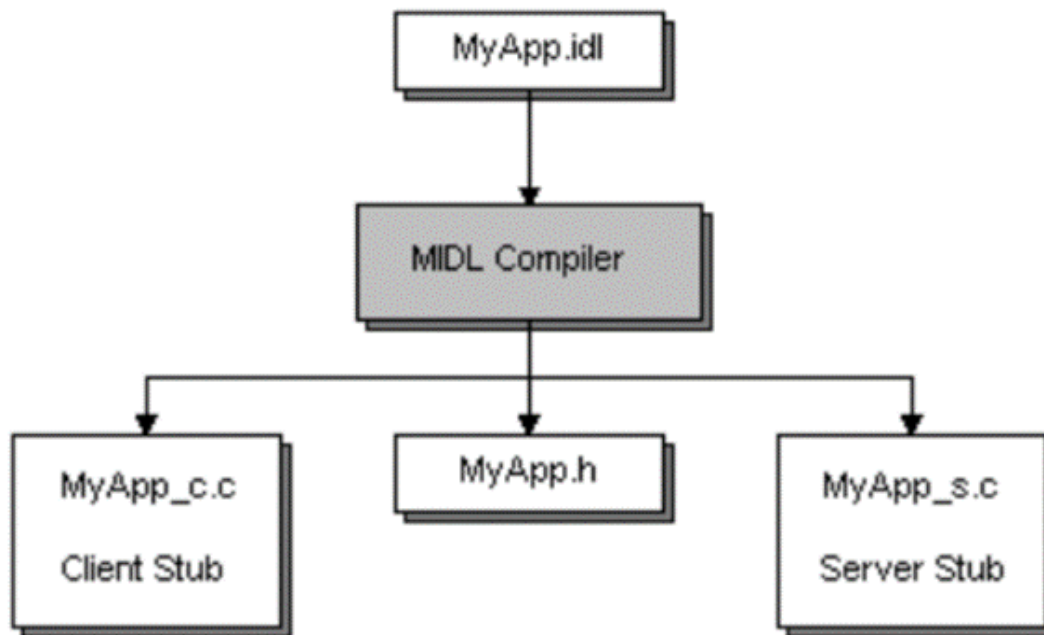 MyApp.idl
MIDL Compiler
MyApp_c.c
Client Stub
MyApp.h
MyApp_s.c
Server Stub